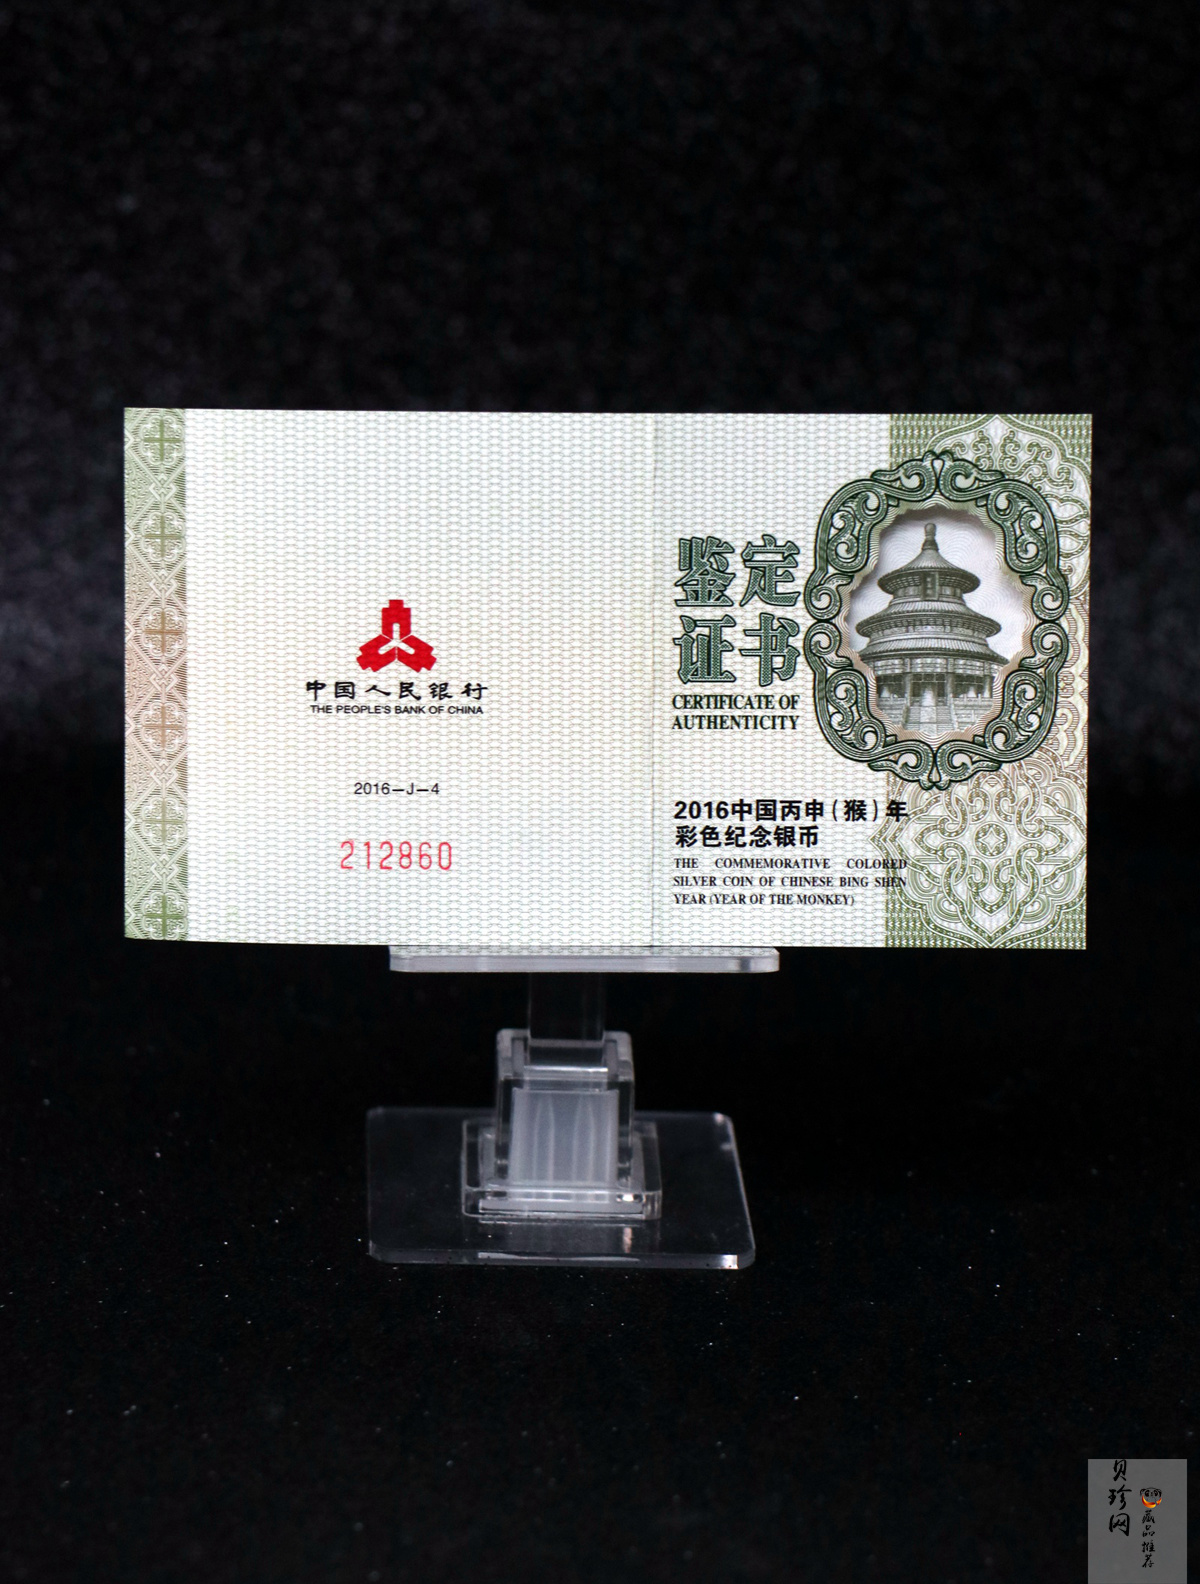 中国人民银行
THE PEOPLE'S BANK OF CHINA
2016—J—4
212860
鉴定
证书
CERTIFICATE OF
AUTHENTICITY
2016中国丙申(猴)年
彩色纪念银币
THE COMMEMORATIVE COLORED
SILVER COIN OF CHINESE BING SHEN
YEAR (YEAR OF THE MONKEY)
贝珍网
藏品推荐